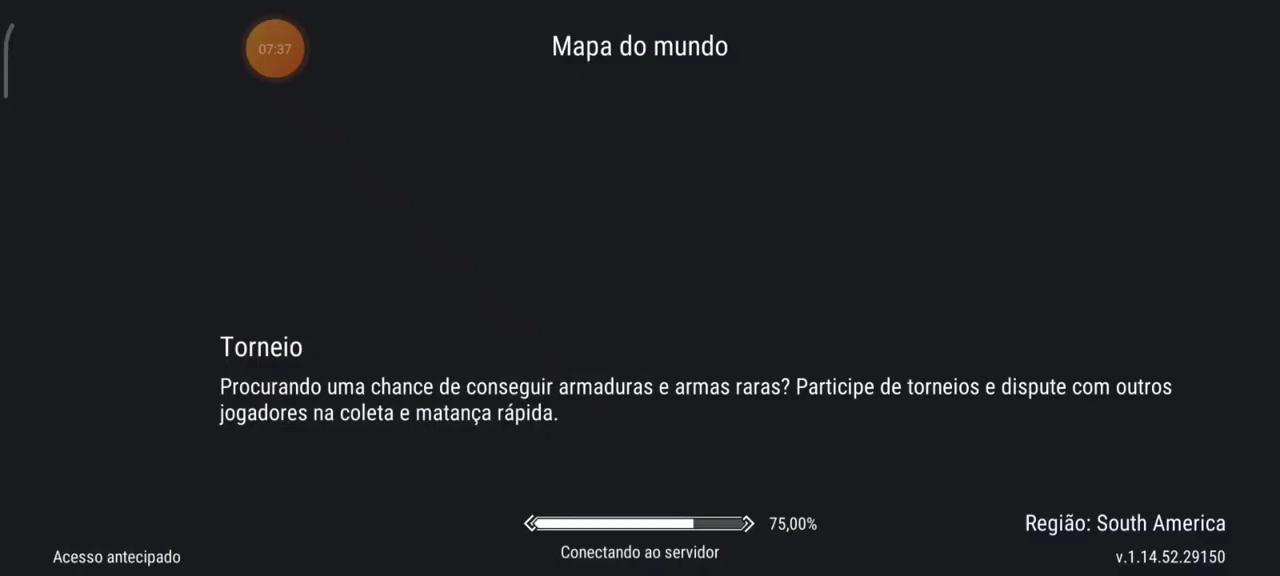 07:37
Mapa do mundo
Torneio
Procurando uma chance de conseguir armaduras e armas raras? Participe de torneios e dispute com outros
jogadores na coleta e matança rápida.
75,00%
Conectando ao servidor
Região: South America
Acesso antecipado
v.1.14.52.29150